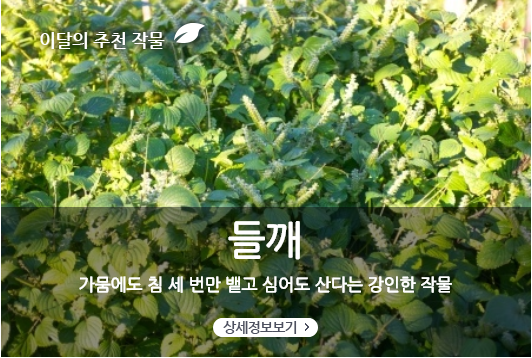 이달의 추천 작물
들깨
가뭄에도 침 세 번만 뱉고 심어도 산다는 강인한 작물
상세정보보기 >